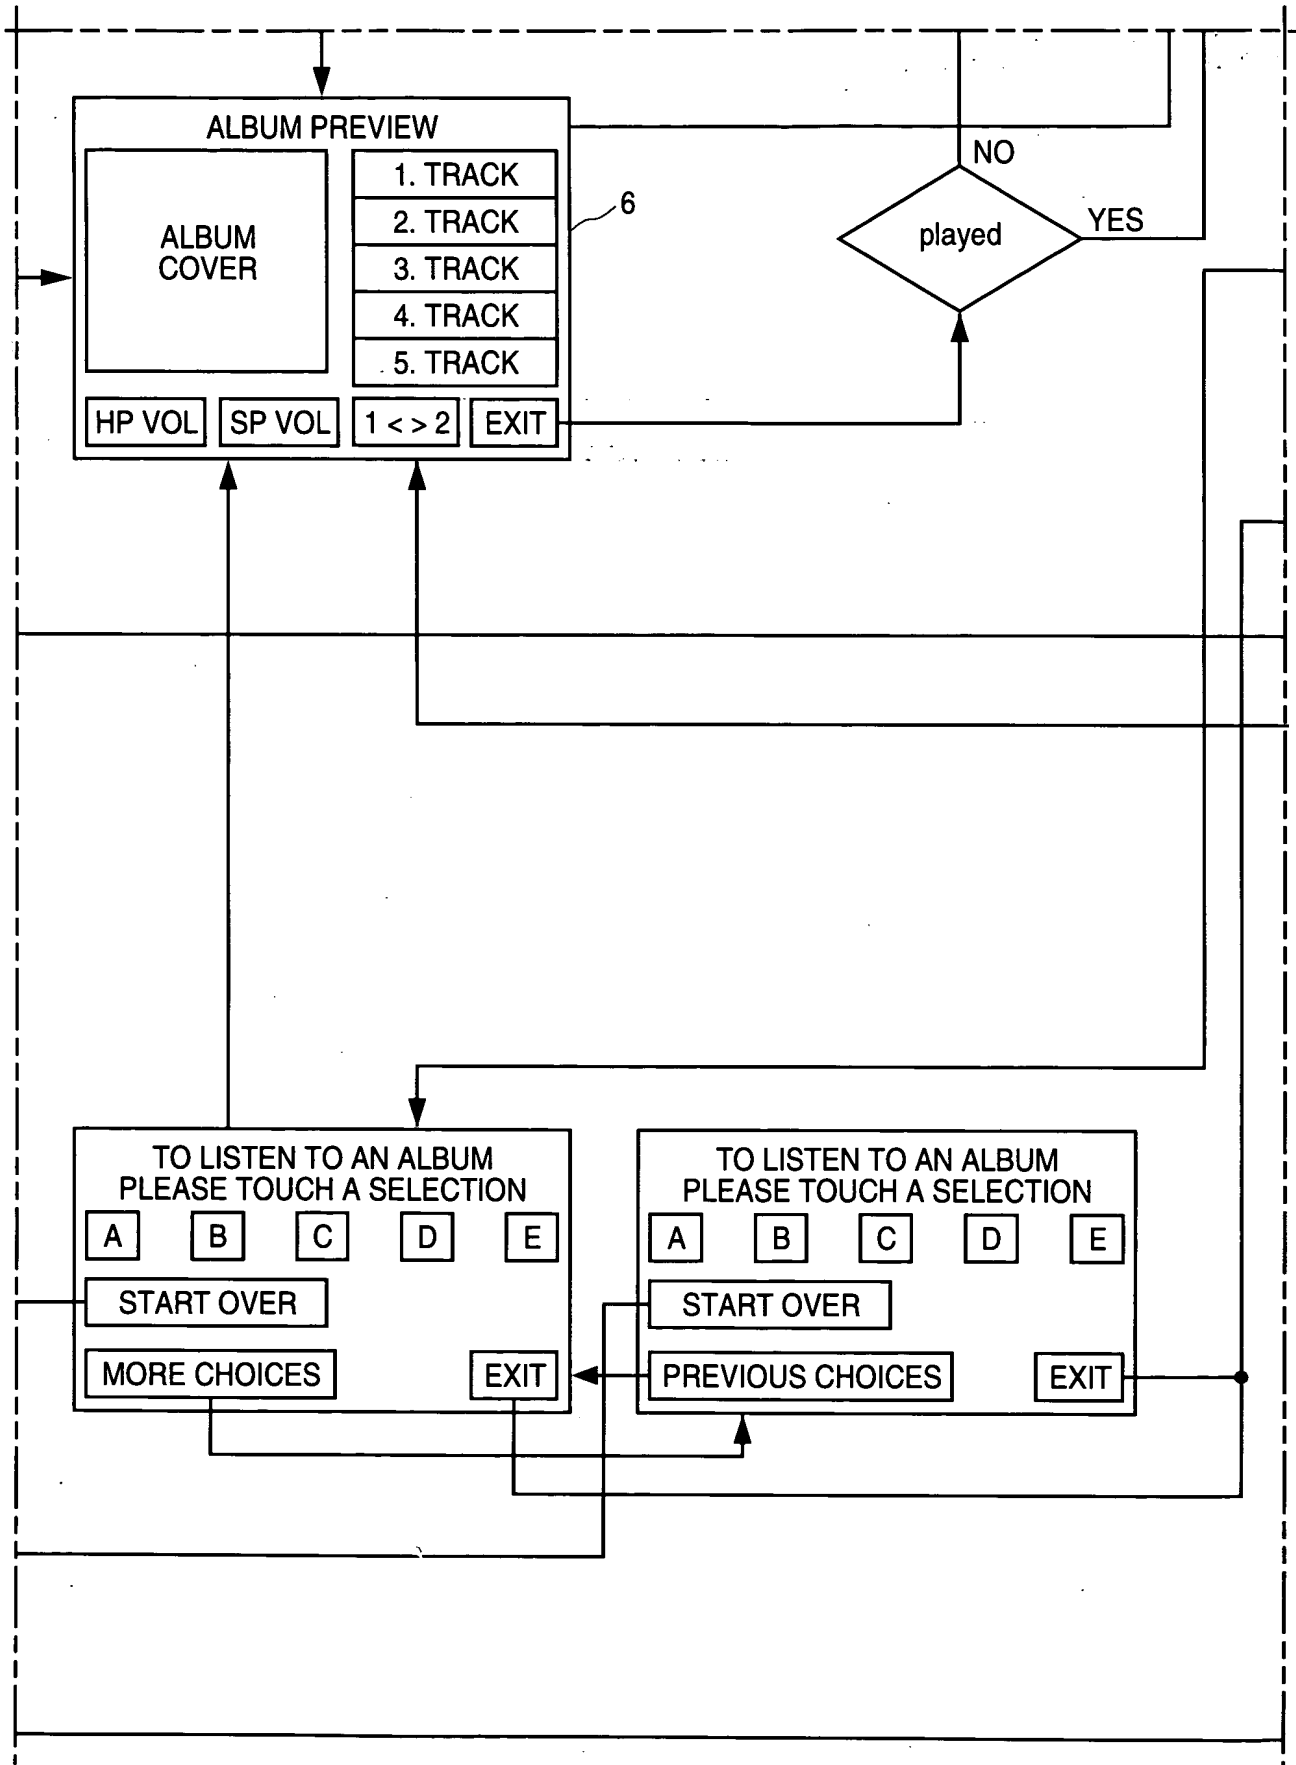 ALBUM PREVIEW
ALBUM
COVER
1. TRACK
2. TRACK
3. TRACK
4. TRACK
5. TRACK
HP VOL
SP VOL
1 < > 2
EXIT
6
NO
played
YES
TO LISTEN TO AN ALBUM
PLEASE TOUCH A SELECTION
A B C D E
START OVER
MORE CHOICES
EXIT
TO LISTEN TO AN ALBUM
PLEASE TOUCH A SELECTION
A B C D E
START OVER
PREVIOUS CHOICES
EXIT